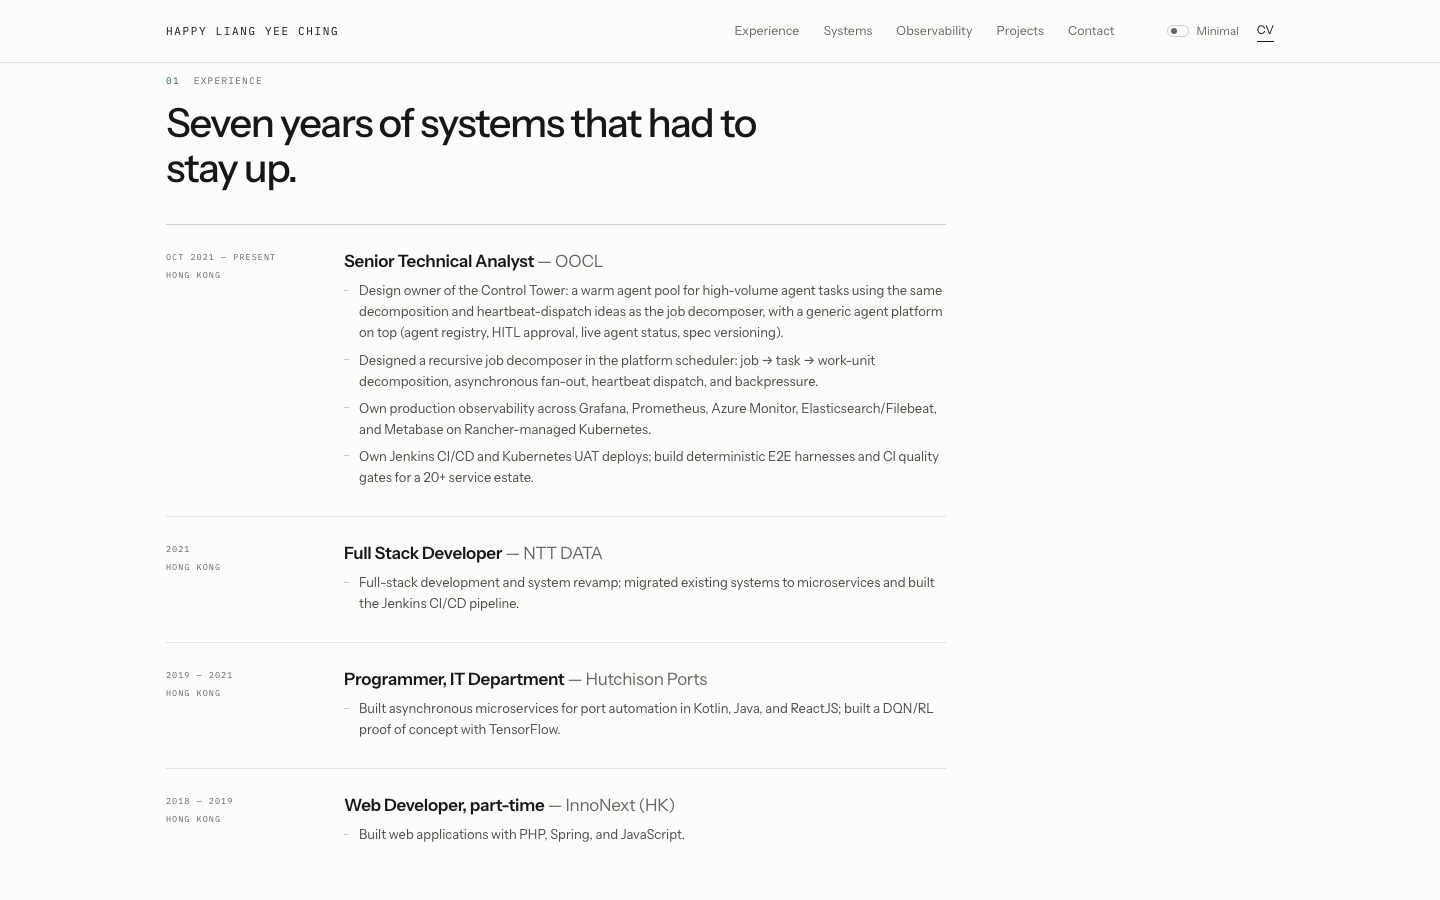 HAPPY LIANG YEE CHING
Experience Systems Observability Projects Contact Minimal CV
01 EXPERIENCE
Seven years of systems that had to
stay up.
OCT 2021 — PRESENT
HONG KONG
Senior Technical Analyst — OOCL
– Design owner of the Control Tower: a warm agent pool for high-volume agent tasks using the same
decomposition and heartbeat-dispatch ideas as the job decomposer, with a generic agent platform
on top (agent registry, HITL approval, live agent status, spec versioning).
– Designed a recursive job decomposer in the platform scheduler: job → task → work-unit
decomposition, asynchronous fan-out, heartbeat dispatch, and backpressure.
– Own production observability across Grafana, Prometheus, Azure Monitor, Elasticsearch/Filebeat,
and Metabase on Rancher-managed Kubernetes.
– Own Jenkins CI/CD and Kubernetes UAT deploys; build deterministic E2E harnesses and CI quality
gates for a 20+ service estate.
2021
HONG KONG
Full Stack Developer — NTT DATA
– Full-stack development and system revamp; migrated existing systems to microservices and built
the Jenkins CI/CD pipeline.
2019 — 2021
HONG KONG
Programmer, IT Department — Hutchison Ports
– Built asynchronous microservices for port automation in Kotlin, Java, and ReactJS; built a DQN/RL
proof of concept with TensorFlow.
2018 — 2019
HONG KONG
Web Developer, part-time — InnoNext (HK)
– Built web applications with PHP, Spring, and JavaScript.